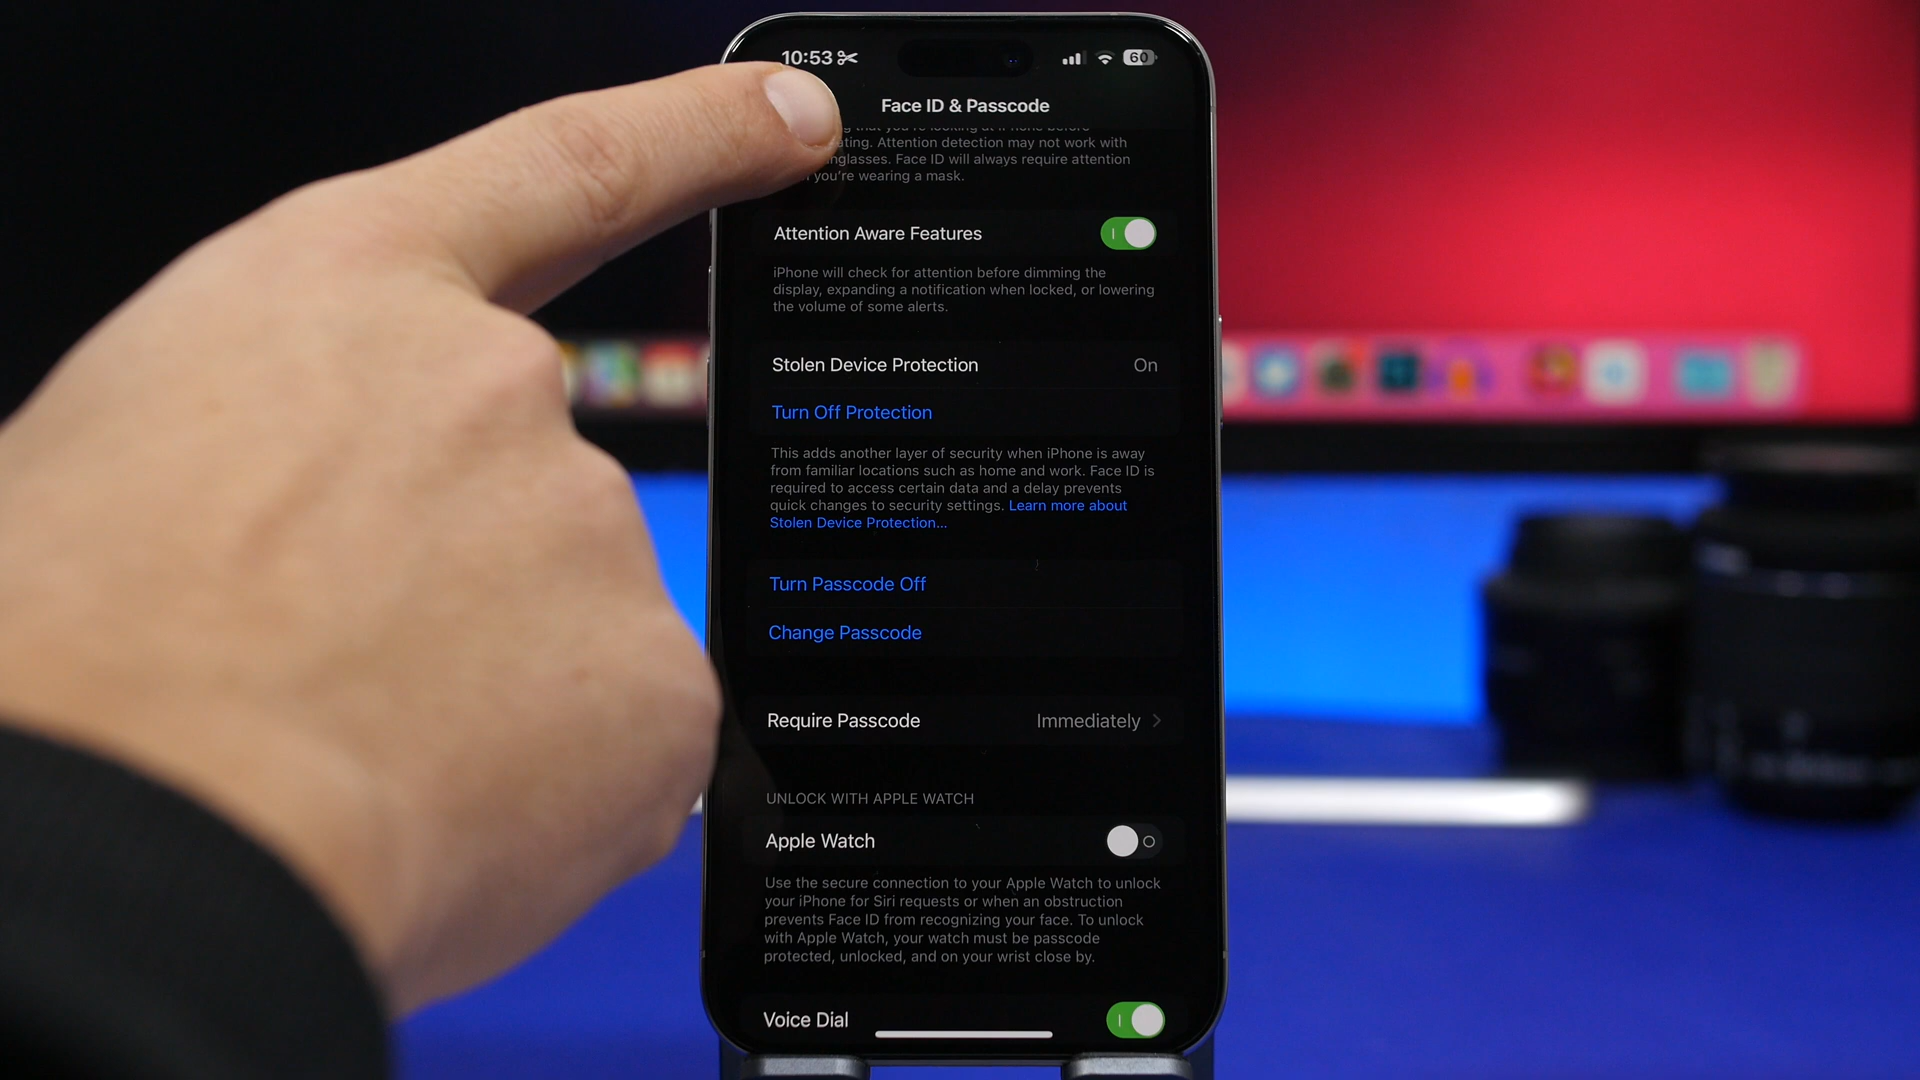 10:53
60
Face ID & Passcode
that you're looking at iPhone before
ating. Attention detection may not work with
nglasses. Face ID will always require attention
you're wearing a mask.
Attention Aware Features
iPhone will check for attention before dimming the
display, expanding a notification when locked, or lowering
the volume of some alerts.
Stolen Device Protection On
Turn Off Protection
This adds another layer of security when iPhone is away
from familiar locations such as home and work. Face ID is
required to access certain data and a delay prevents
quick changes to security settings. Learn more about
Stolen Device Protection...
Turn Passcode Off
Change Passcode
Require Passcode Immediately
UNLOCK WITH APPLE WATCH
Apple Watch
Use the secure connection to your Apple Watch to unlock
your iPhone for Siri requests or when an obstruction
prevents Face ID from recognizing your face. To unlock
with Apple Watch, your watch must be passcode
protected, unlocked, and on your wrist close by.
Voice Dial